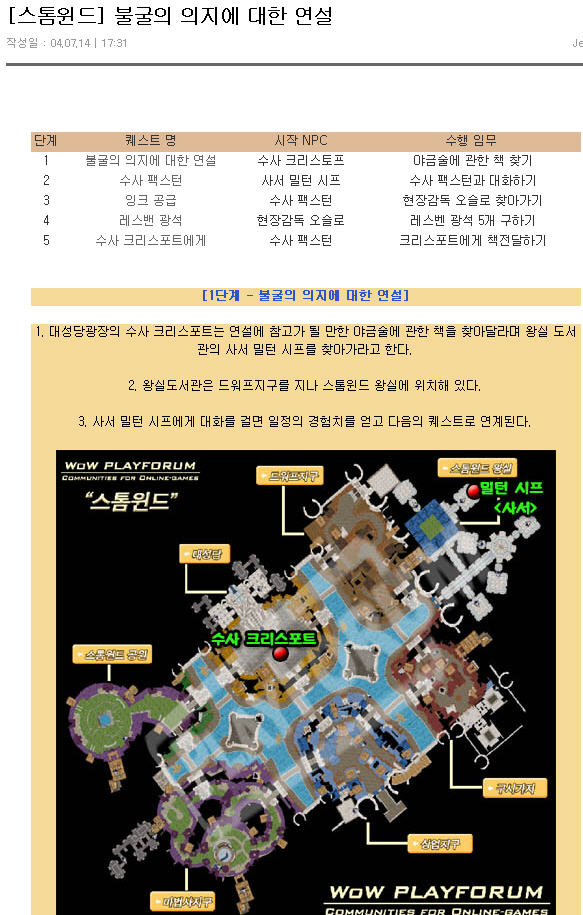 [스톰윈드] 불굴의 의지에 대한 연설
작성일 : 04.07.14 | 17:31 Je
단계 퀘스트 명 시작 NPC 수행 임무
1 불굴의 의지에 대한 연설 수사 크리스토프 야금술에 관한 책 찾기
2 수사 팩스턴 사서 밀턴 시프 수사 팩스턴과 대화하기
3 잉크 공급 수사 팩스턴 현장감독 오슬로 찾아가기
4 레스벤 광석 현장감독 오슬로 레스벤 광석 5개 구하기
5 수사 크리스포트에게 수사 팩스턴 크리스포트에게 책전달하기
[1단계 - 불굴의 의지에 대한 연설]
1. 대성당광장의 수사 크리스포트는 연설에 참고가 될 만한 야금술에 관한 책을 찾아달라며 왕실 도서
관의 사서 밀턴 시프를 찾아가라고 한다.
2. 왕실도서관은 드워프지구를 지나 스톰윈드 왕실에 위치해 있다.
3. 사서 밀턴 시프에게 대화를 걸면 일정의 경험치를 얻고 다음의 퀘스트로 연계된다.
WoW PLAYFORUM
COMMUNITIES FOR ONLINE-GAMES
"스톰윈드"
드워프지구
스톰윈드 왕실
밀턴 시프
<사서>
대성당
수사 크리스포트
스톰윈드 공원
구시가지
상업지구
마법사지구
WoW PLAYFORUM
COMMUNITIES FOR ONLINE-GAMES